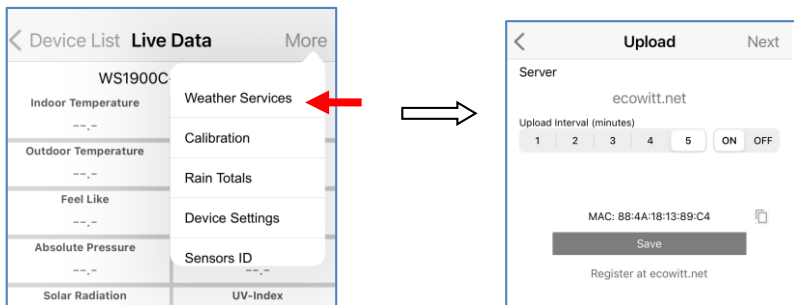 Device List Live Data More
WS1900C
Indoor Temperature
--.-
Outdoor Temperature
--.-
Feel Like
--.-
Absolute Pressure
--.-
--.-
Solar Radiation
UV-Index
Weather Services
Calibration
Rain Totals
Device Settings
Sensors ID
Upload Next
Server
ecowitt.net
Upload Interval (minutes)
1 2 3 4 5 ON OFF
MAC: 88:4A:18:13:89:C4
Save
Register at ecowitt.net